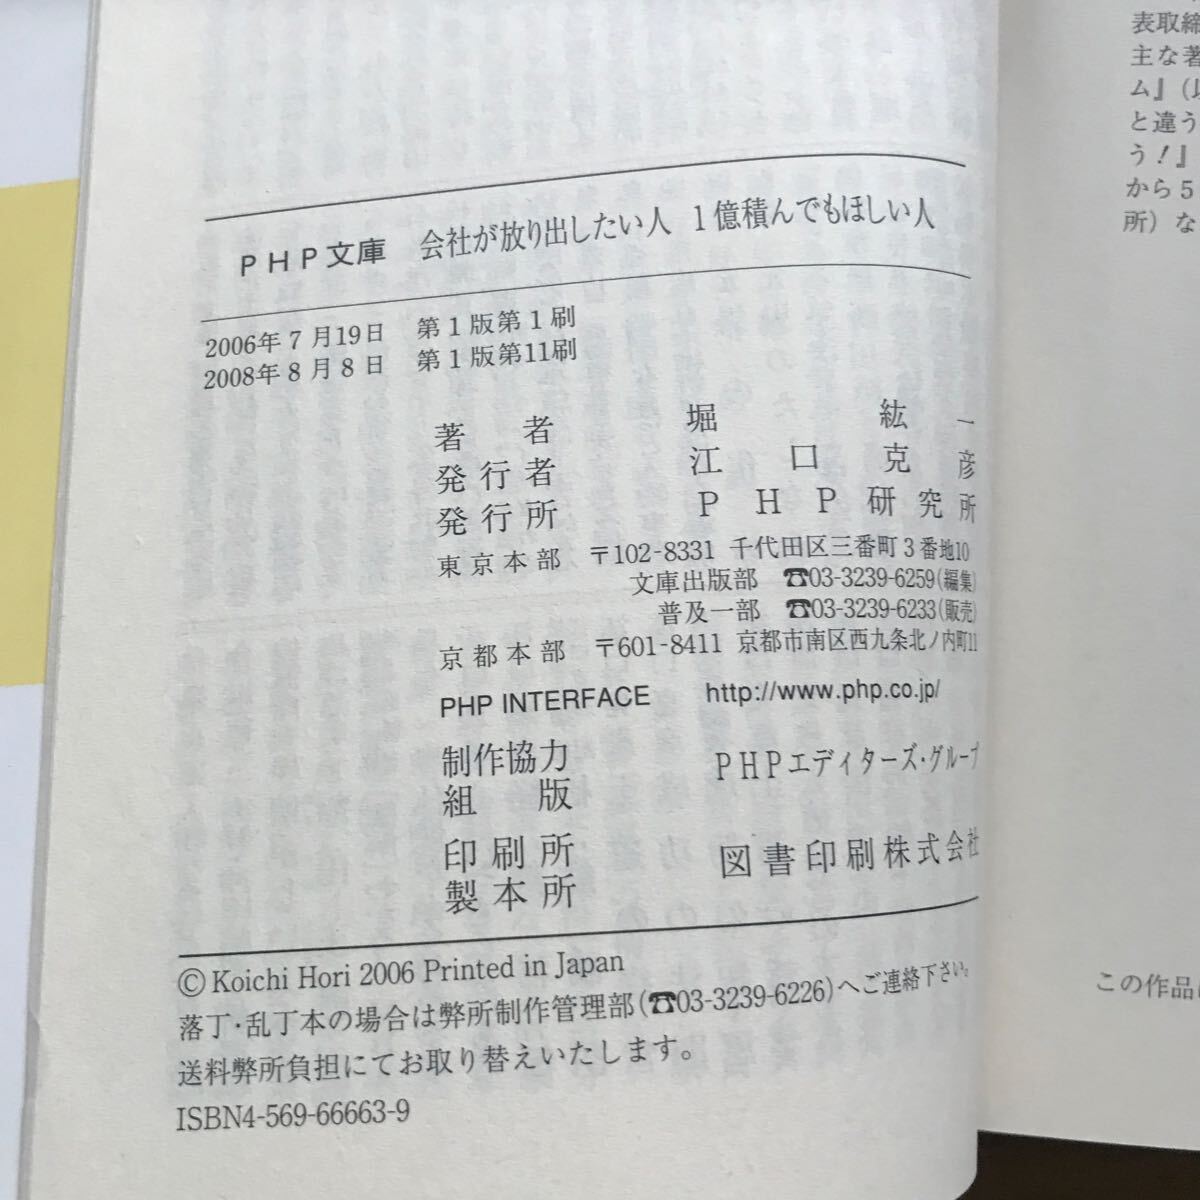 PHP文庫 会社が放り出したい人 1億積んでもほしい人
2006年7月19日 第1版第1刷
2008年8月8日 第1版第11刷
著者 堀紘一
発行者 江口克彦
発行所 PHP研究所
東京本部 〒102-8331 千代田区三番町3番地10
文庫出版部 ☎03-3239-6259(編集)
普及一部 ☎03-3239-6233(販売)
京都本部 〒601-8411 京都市南区西九条北ノ内町11
PHP INTERFACE http://www.php.co.jp/
制作協力
組版 PHPエディターズ・グループ
印刷所
製本所 図書印刷株式会社
© Koichi Hori 2006 Printed in Japan
落丁・乱丁本の場合は弊所制作管理部(☎03-3239-6226)へご連絡下さい。
送料弊所負担にてお取り替えいたします。
ISBN4-569-66663-9
表取締
主な著
ム』(以
と違う
う!』
から5
所)な
この作品